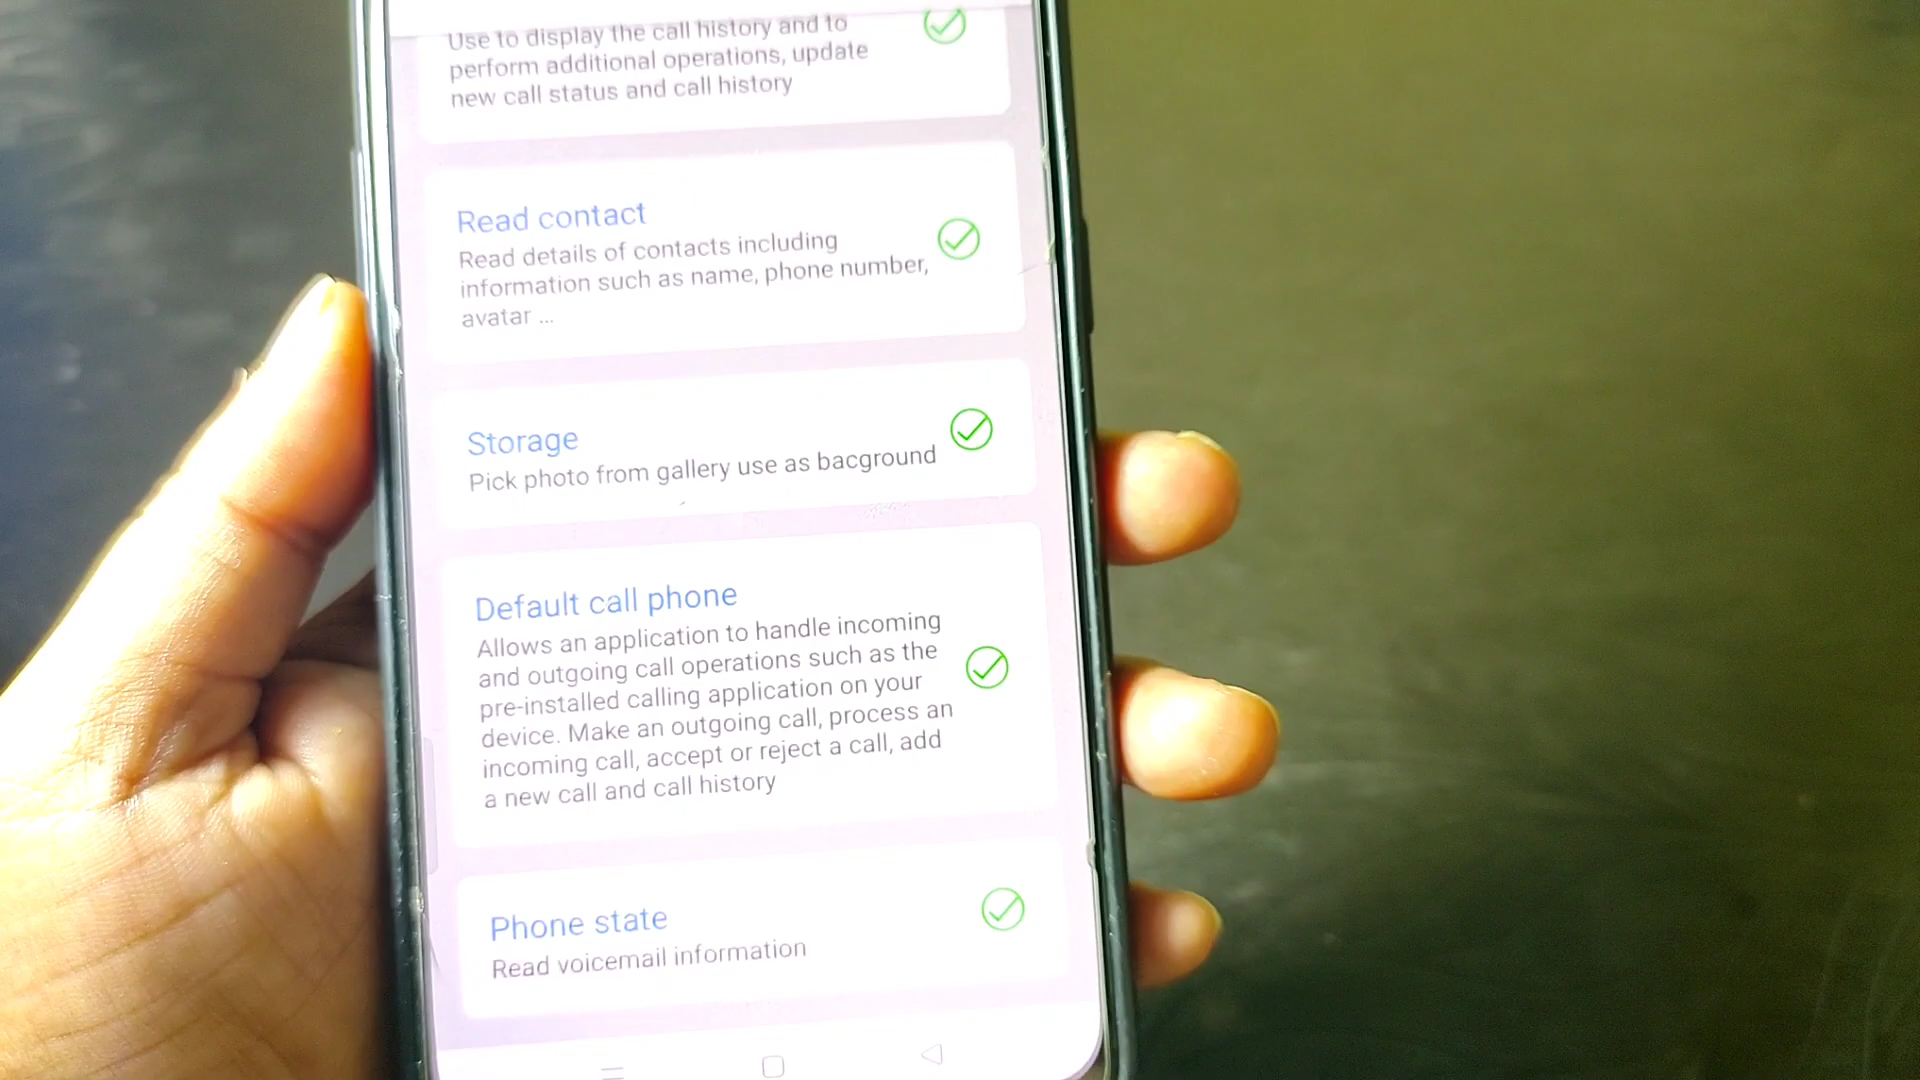 Use to display the call history and to
perform additional operations, update
new call status and call history
Read contact
Read details of contacts including
information such as name, phone number,
avatar ...
Storage
Pick photo from gallery use as bacground
Default call phone
Allows an application to handle incoming
and outgoing call operations such as the
pre-installed calling application on your
device. Make an outgoing call, process an
incoming call, accept or reject a call, add
a new call and call history
Phone state
Read voicemail information